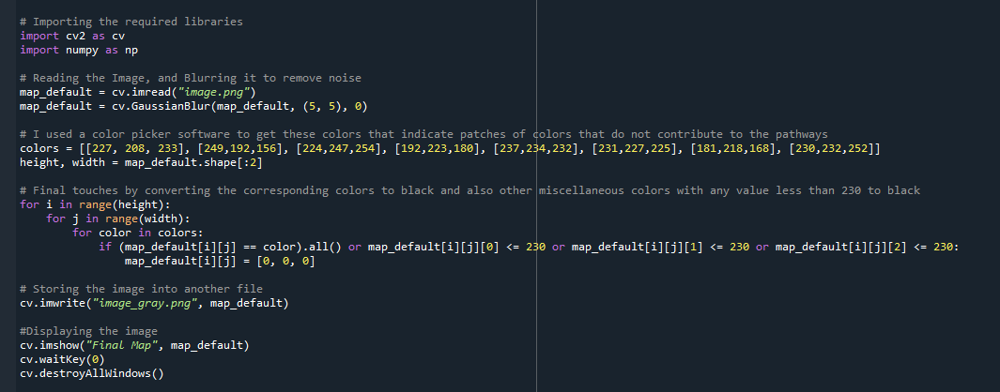 # Importing the required libraries
import cv2 as cv
import numpy as np
# Reading the Image, and Blurring it to remove noise
map_default = cv.imread("image.png")
map_default = cv.GaussianBlur(map_default, (5, 5), 0)
# I used a color picker software to get these colors that indicate patches of colors that do not contribute to the pathways
colors = [[227, 208, 233], [249,192,156], [224,247,254], [192,223,180], [237,234,232], [231,227,225], [181,218,168], [230,232,252]]
height, width = map_default.shape[:2]
# Final touches by converting the corresponding colors to black and also other miscellaneous colors with any value less than 230 to black
for i in range(height):
    for j in range(width):
        for color in colors:
            if (map_default[i][j] == color).all() or map_default[i][j][0] <= 230 or map_default[i][j][1] <= 230 or map_default[i][j][2] <= 230:
                map_default[i][j] = [0, 0, 0]
# Storing the image into another file
cv.imwrite("image_gray.png", map_default)
#Displaying the image
cv.imshow("Final Map", map_default)
cv.waitKey(0)
cv.destroyAllWindows()